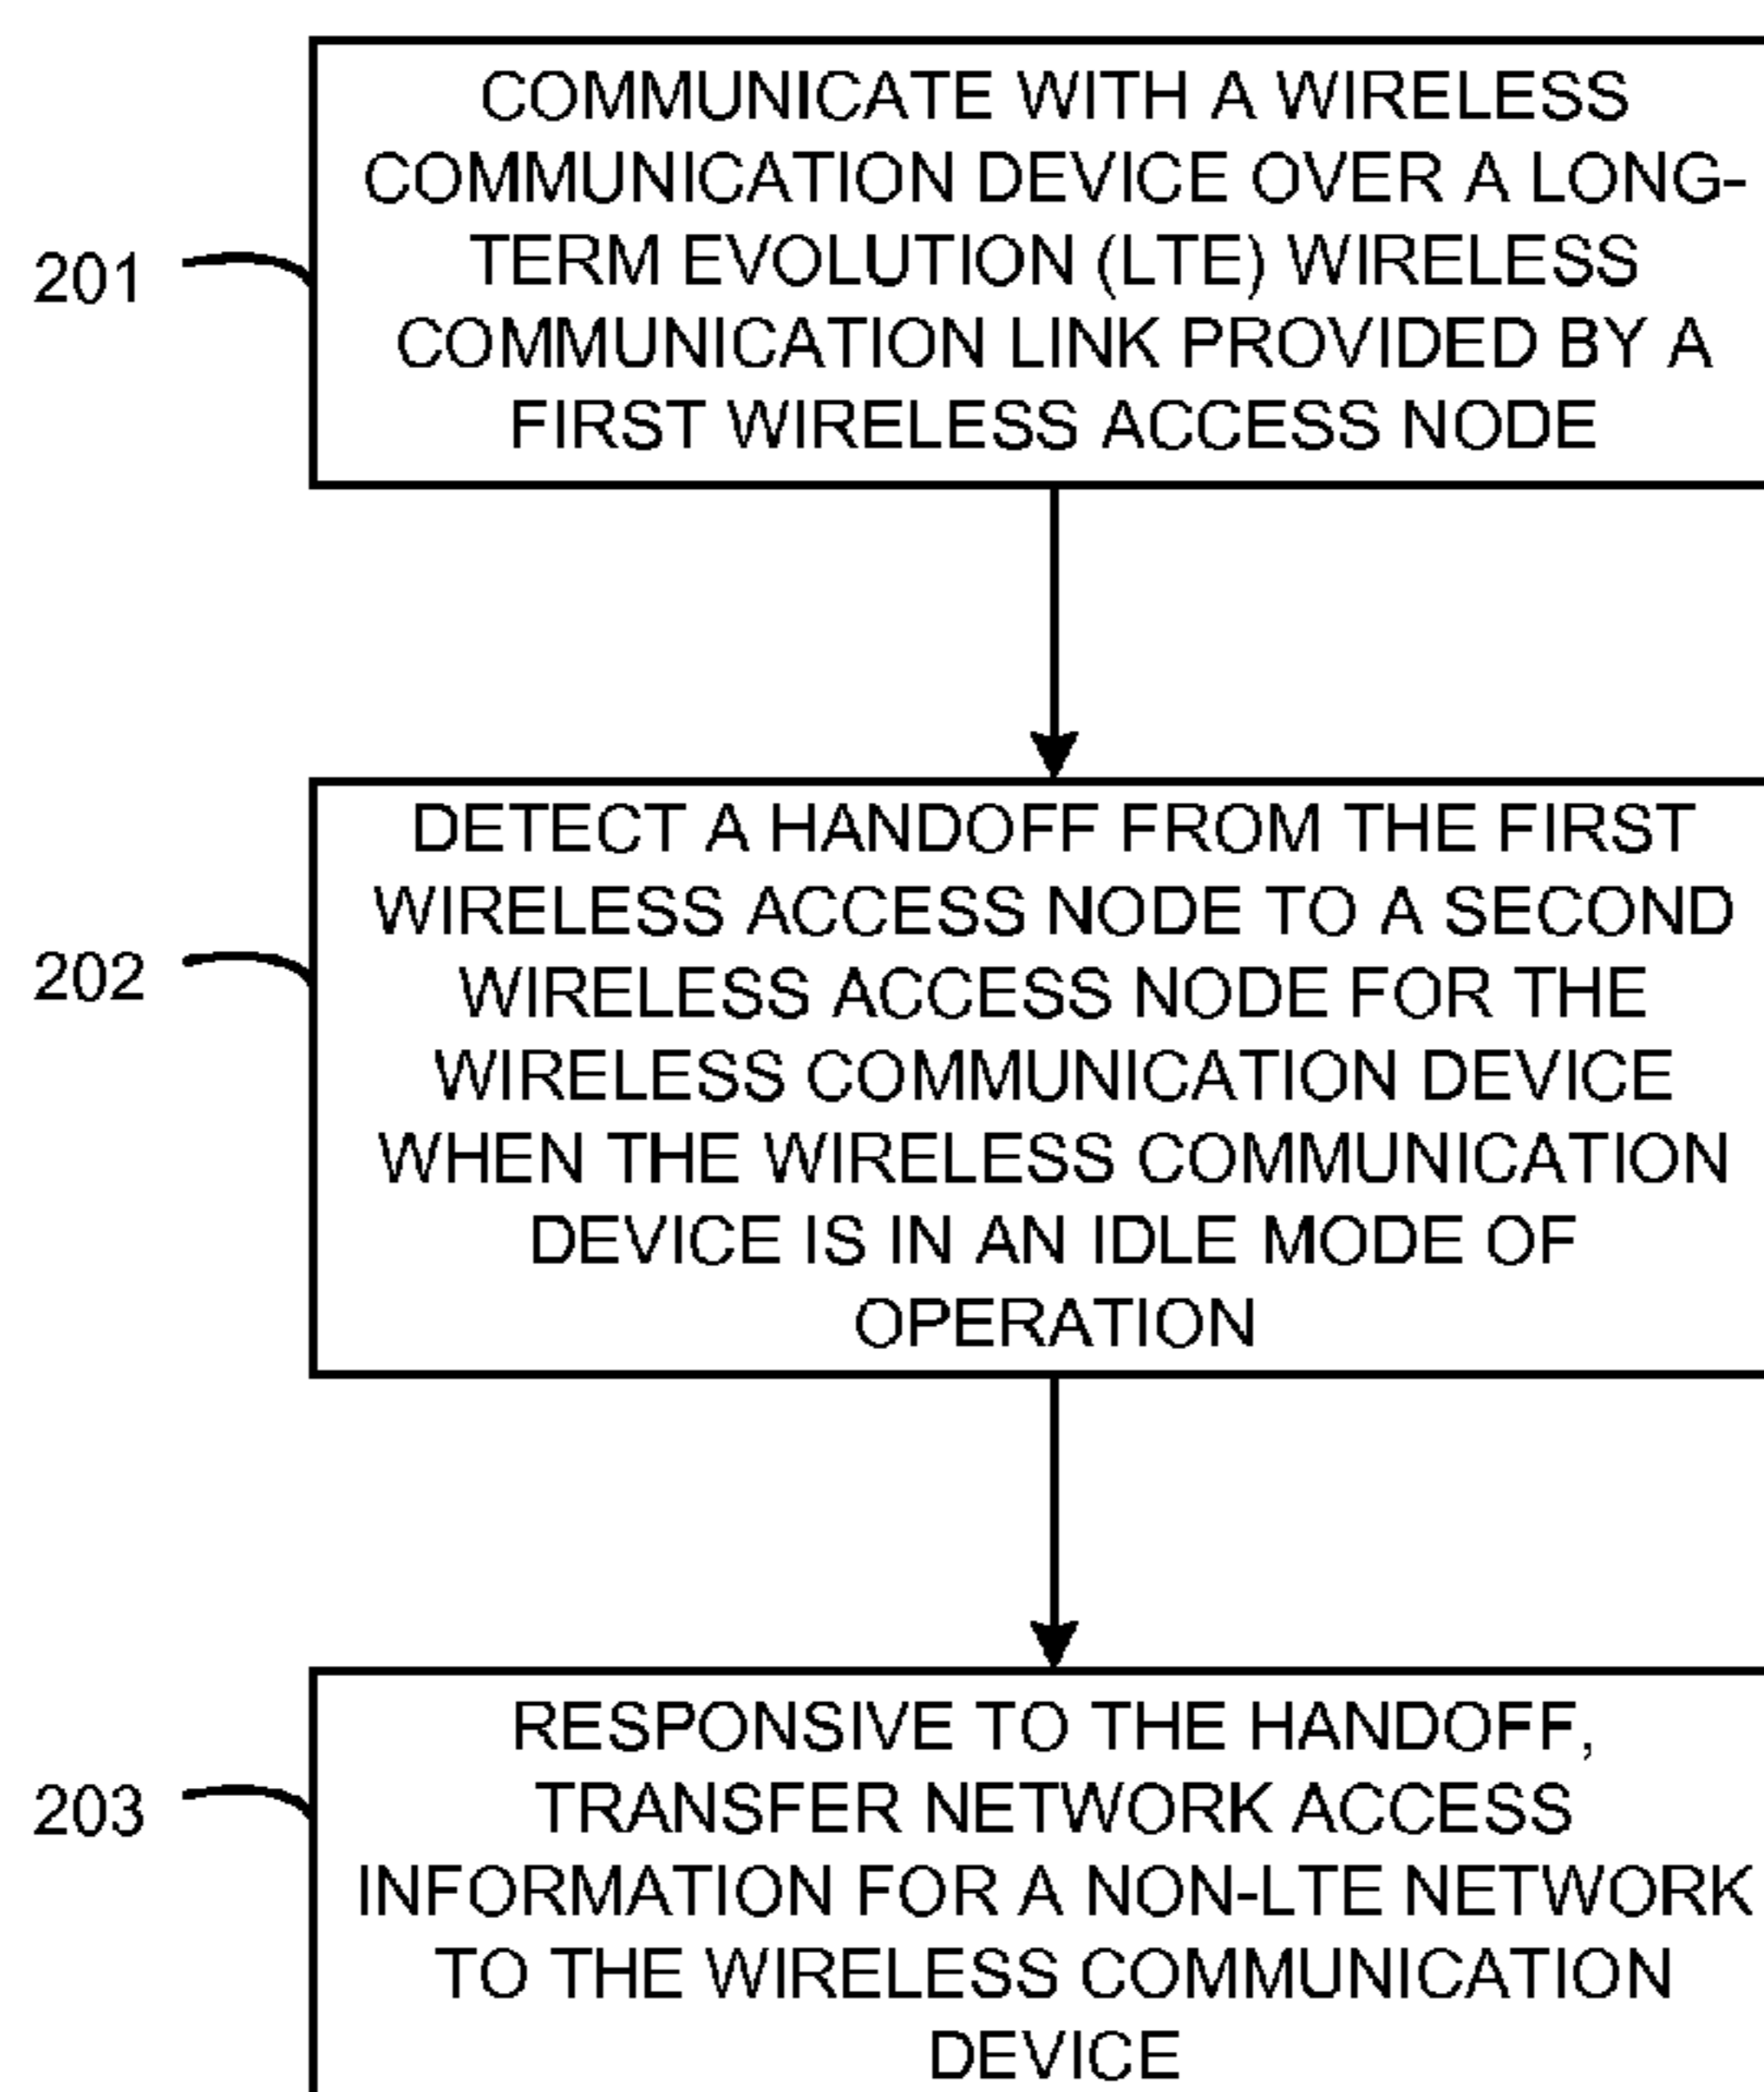 COMMUNICATE WITH A WIRELESS
COMMUNICATION DEVICE OVER A LONG-
TERM EVOLUTION (LTE) WIRELESS
COMMUNICATION LINK PROVIDED BY A
FIRST WIRELESS ACCESS NODE
201
DETECT A HANDOFF FROM THE FIRST
WIRELESS ACCESS NODE TO A SECOND
WIRELESS ACCESS NODE FOR THE
WIRELESS COMMUNICATION DEVICE
WHEN THE WIRELESS COMMUNICATION
DEVICE IS IN AN IDLE MODE OF
OPERATION
202
RESPONSIVE TO THE HANDOFF,
TRANSFER NETWORK ACCESS
INFORMATION FOR A NON-LTE NETWORK
TO THE WIRELESS COMMUNICATION
DEVICE
203